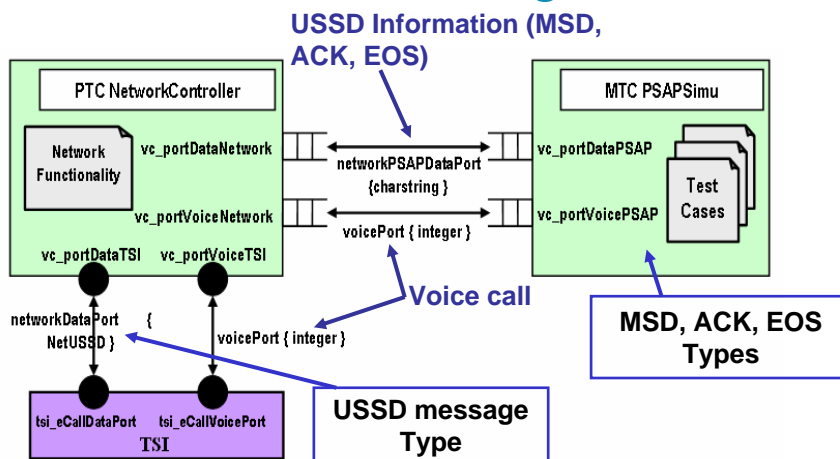 USSD Information (MSD,
ACK, EOS)
PTC NetworkController
MTC PSAPSimu
Network
Functionality
vc_portDataNetwork
networkPSAPDataPort
{charstring }
vc_portDataPSAP
Test
Cases
vc_portVoiceNetwork
voicePort { integer }
vc_portVoicePSAP
vc_portDataTSI
vc_portVoiceTSI
Voice call
networkDataPort {
NetUSSD }
voicePort { integer }
MSD, ACK, EOS
Types
USSD message
Type
tsi_eCallDataPort
tsi_eCallVoicePort
TSI